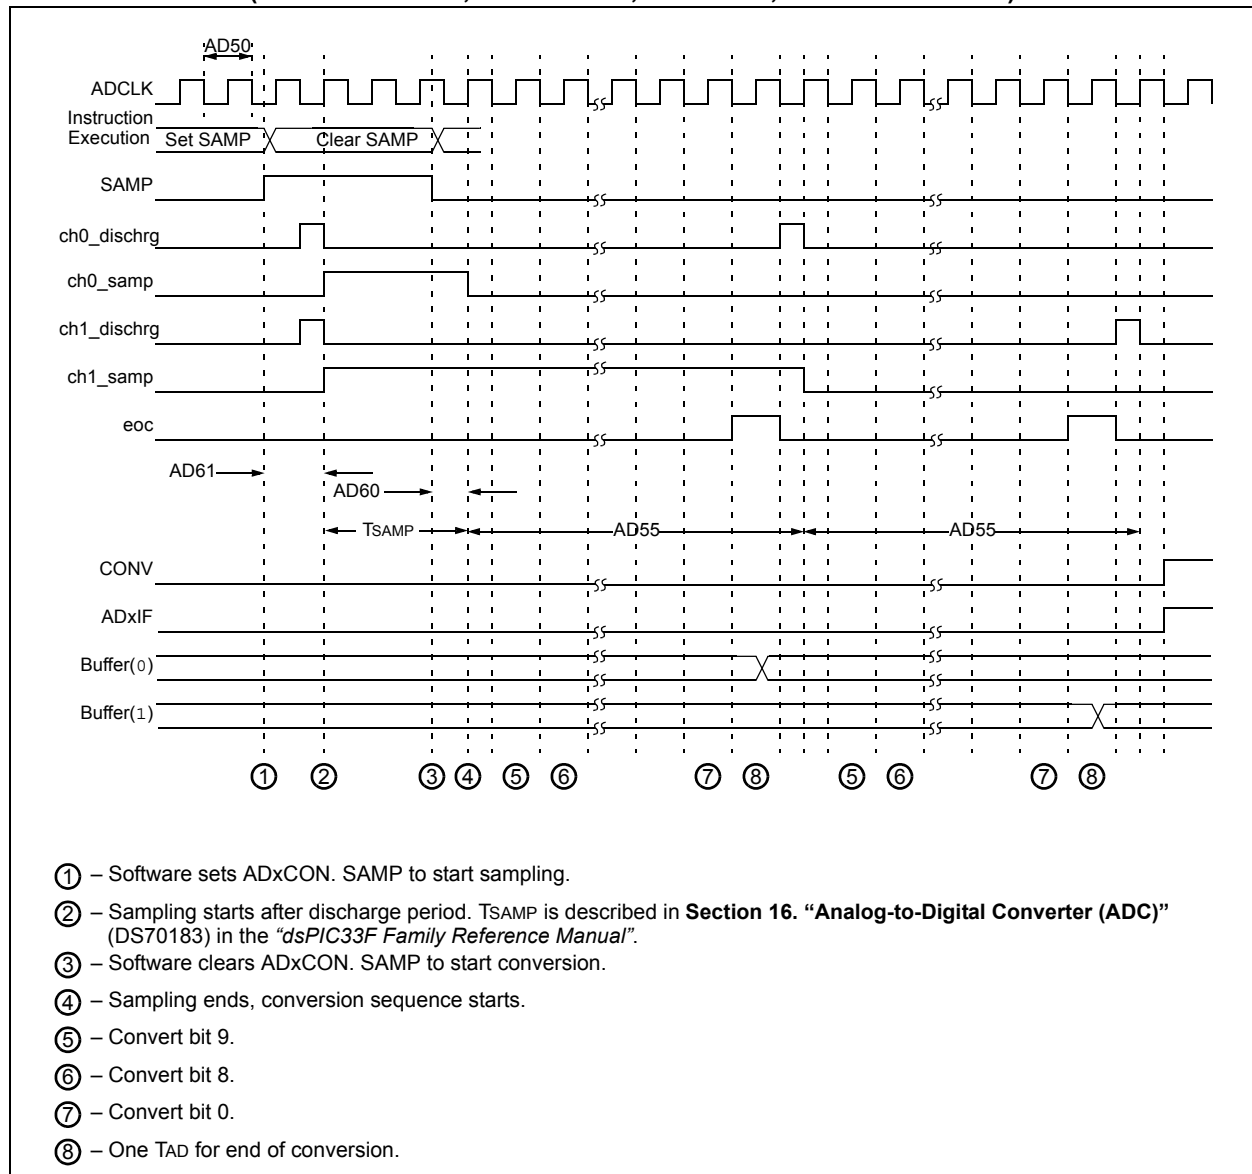 AD50
ADCLK
Instruction
Execution
Set SAMP
Clear SAMP
SAMP
ch0_dischrg
ch0_samp
ch1_dischrg
ch1_samp
eoc
AD61
AD60
TSAMP
AD55
AD55
CONV
ADxIF
Buffer(0)
Buffer(1)
1 2 3 4 5 6 7 8 5 6 7 8
1 – Software sets ADxCON. SAMP to start sampling.
2 – Sampling starts after discharge period. TSAMP is described in Section 16. “Analog-to-Digital Converter (ADC)”
(DS70183) in the “dsPIC33F Family Reference Manual”.
3 – Software clears ADxCON. SAMP to start conversion.
4 – Sampling ends, conversion sequence starts.
5 – Convert bit 9.
6 – Convert bit 8.
7 – Convert bit 0.
8 – One TAD for end of conversion.